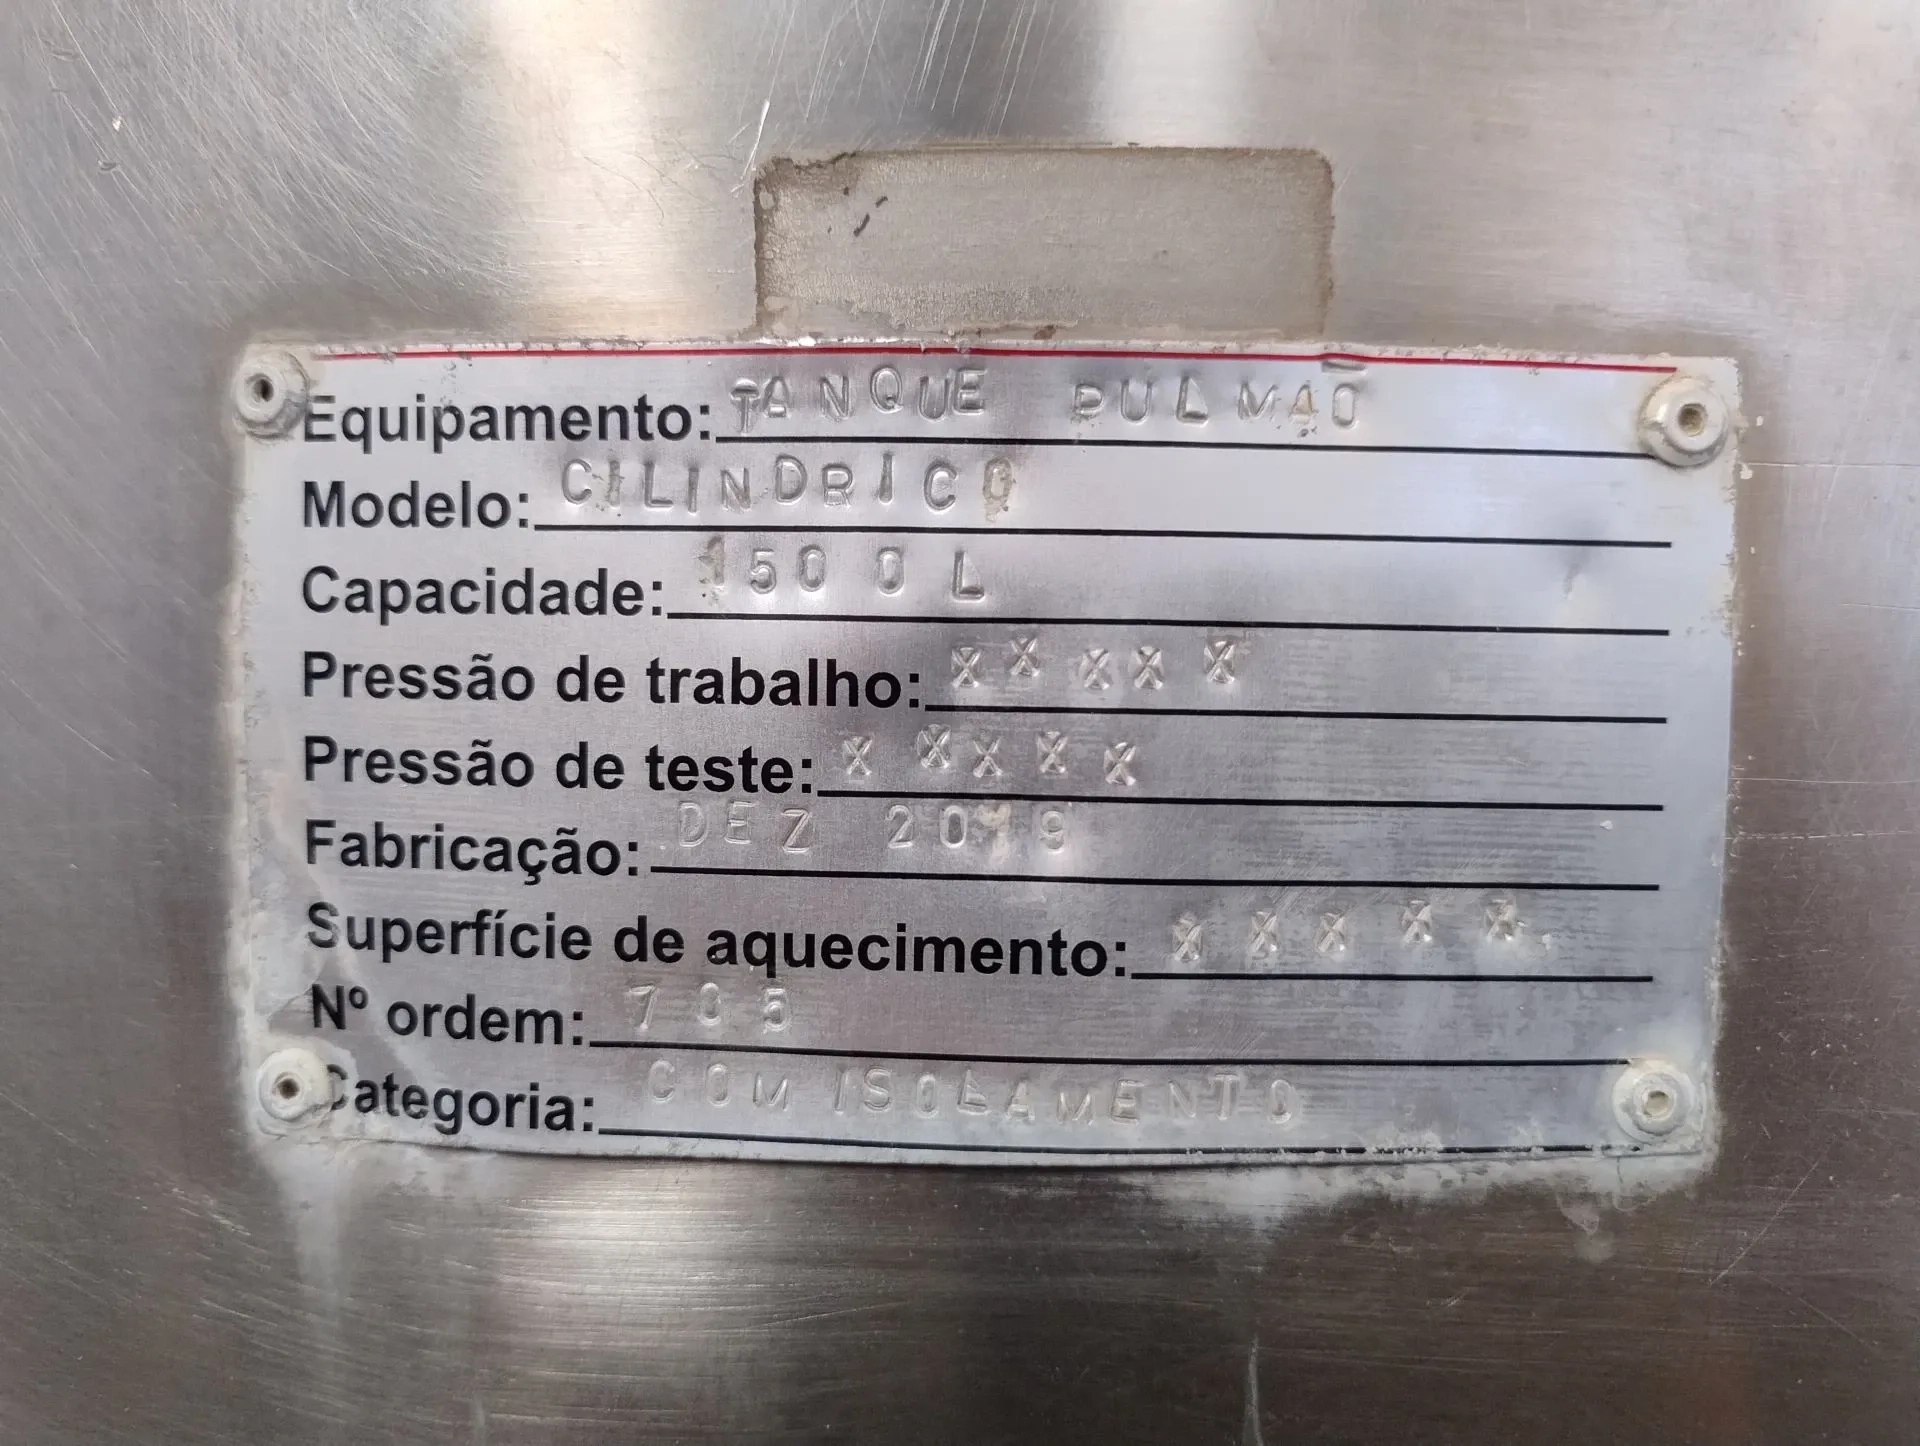 Equipamento: TANQUE PULMÃO
Modelo: CILINDRICO
Capacidade: 1500 L
Pressão de trabalho: XXXXX
Pressão de teste: XXXXX
Fabricação: DEZ 2019
Superfície de aquecimento: XXXXX.
Nº ordem: 705
Categoria: COM ISOLAMENTO